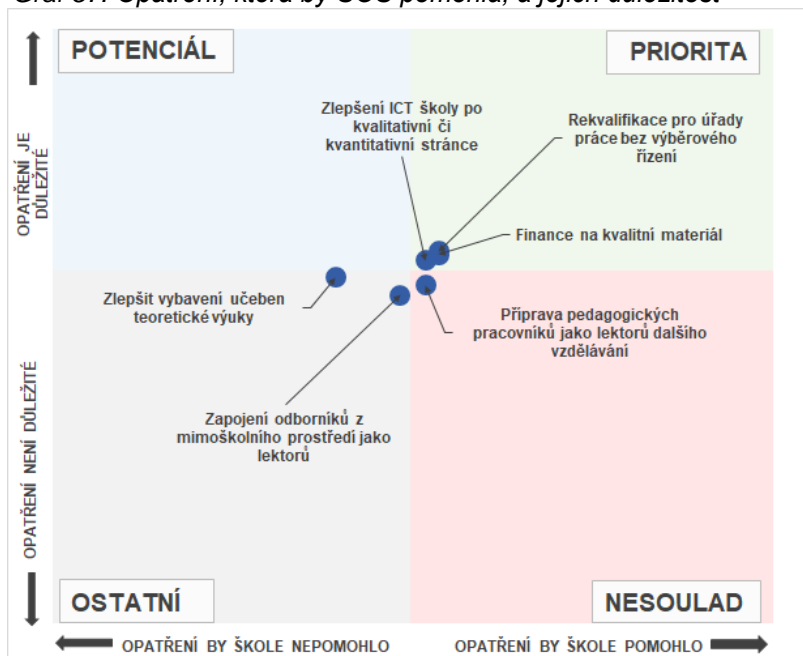 POTENCIÁL
PRIORITA
Zlepšení ICT školy po
kvalitativní či
kvantitativní stránce
Rekvalifikace pro úřady
práce bez výběrového
řízení
Finance na kvalitní materiál
OPATŘENÍ JE
DŮLEŽITÉ
Zlepšit vybavení učeben
teoretické výuky
Příprava pedagogických
pracovníků jako lektorů dalšího
vzdělávání
Zapojení odborníků z
mimoškolního prostředí jako
lektorů
OPATŘENÍ NENÍ DŮLEŽITÉ
OSTATNÍ
NESOULAD
OPATŘENÍ BY ŠKOLE NEPOMOHLO
OPATŘENÍ BY ŠKOLE POMOHLO